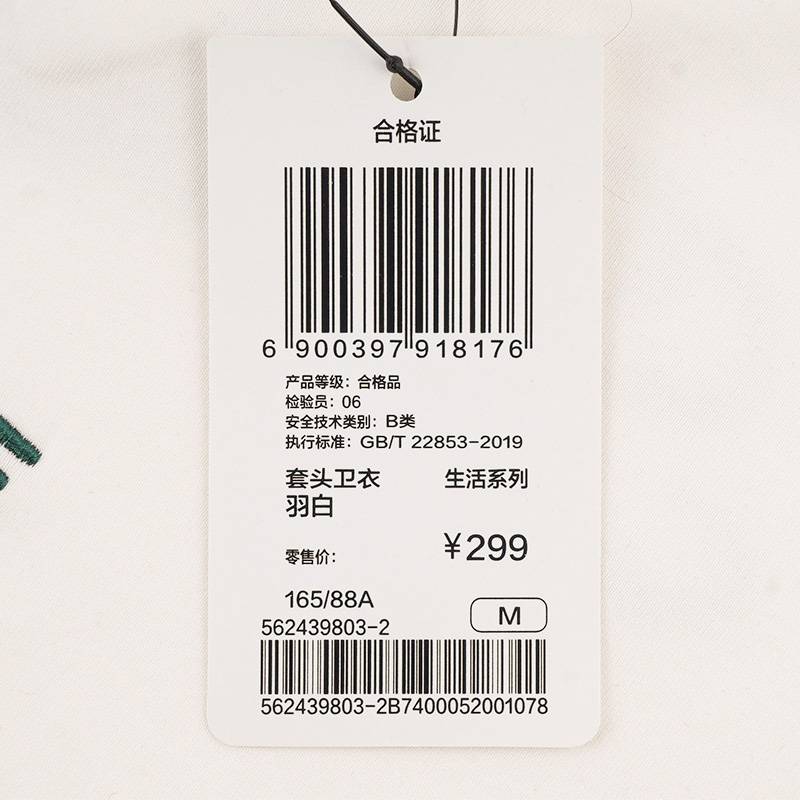 合格证
6 900397 918176
产品等级：合格品
检验员：06
安全技术类别：B类
执行标准：GB/T 22853-2019
套头卫衣 生活系列
羽白
零售价： ¥299
165/88A
M
562439803-2
562439803-2B7400052001078